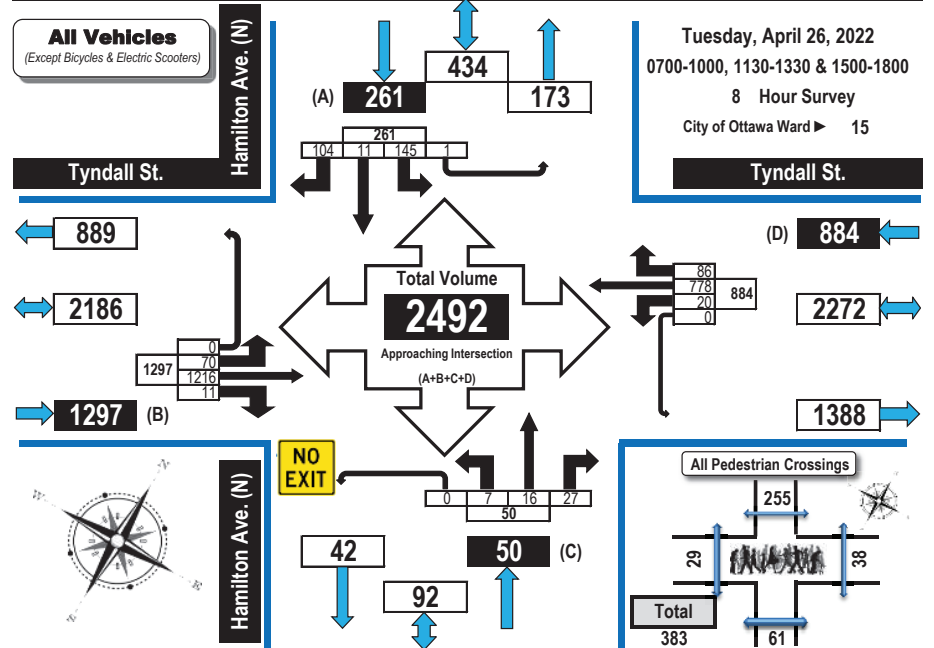 All Vehicles
(Except Bicycles & Electric Scooters)
Hamilton Ave. (N)
Tyndall St.
434
(A) 261
173
261
104 11 145 1
Tuesday, April 26, 2022
0700-1000, 1130-1330 & 1500-1800
8 Hour Survey
City of Ottawa Ward ► 15
Tyndall St.
889
2186
1297
0
70
1216
11
1297 (B)
Total Volume
2492
Approaching Intersection
(A+B+C+D)
(D) 884
86
778
20
0
884
2272
1388
N
W
E
S
Hamilton Ave. (N)
NO
EXIT
0 7 16 27
50
42
50 (C)
92
All Pedestrian Crossings
255
29
38
Total
383
61